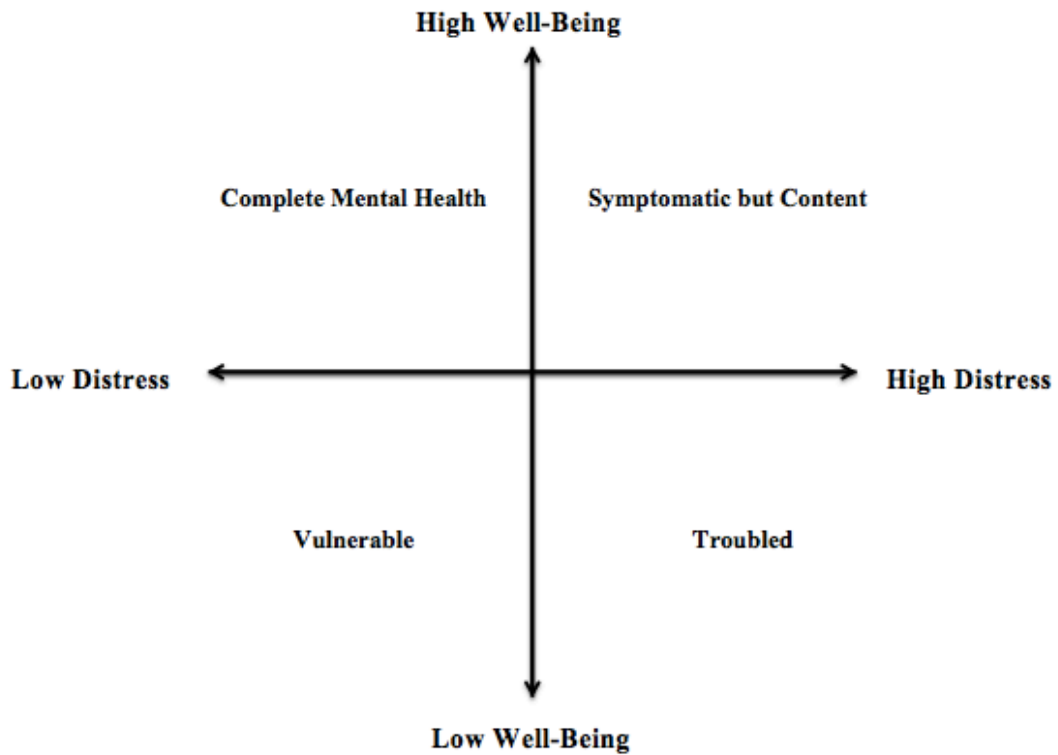 High Well-Being
Complete Mental Health
Symptomatic but Content
Low Distress
High Distress
Vulnerable
Troubled
Low Well-Being